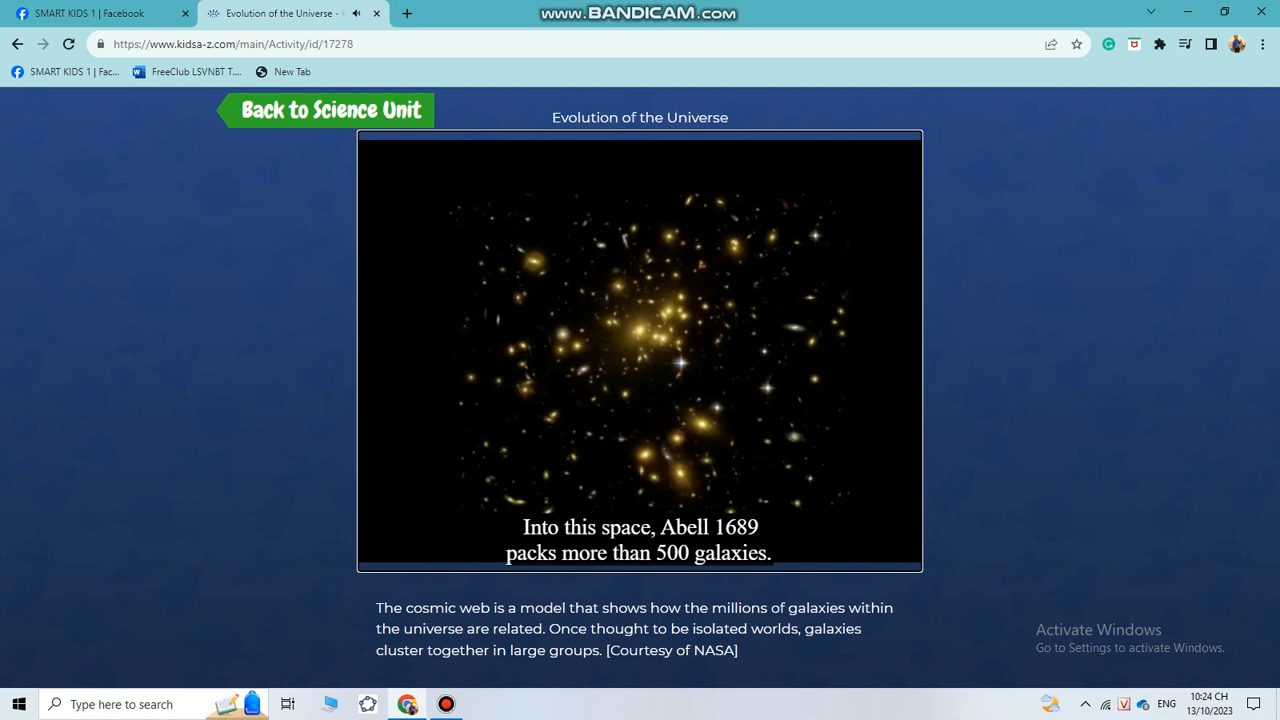 www.BANDICAM.com
SMART KIDS 1 | Facebook
Evolution of the Universe -
https://www.kidsa-z.com/main/Activity/id/17278
SMART KIDS 1 | Fac...
FreeClub LSVNBT T....
New Tab
Back to Science Unit
Evolution of the Universe
Into this space, Abell 1689
packs more than 500 galaxies.
The cosmic web is a model that shows how the millions of galaxies within
the universe are related. Once thought to be isolated worlds, galaxies
cluster together in large groups. [Courtesy of NASA]
Activate Windows
Go to Settings to activate Windows.
Type here to search
ENG
10:24 CH
13/10/2023